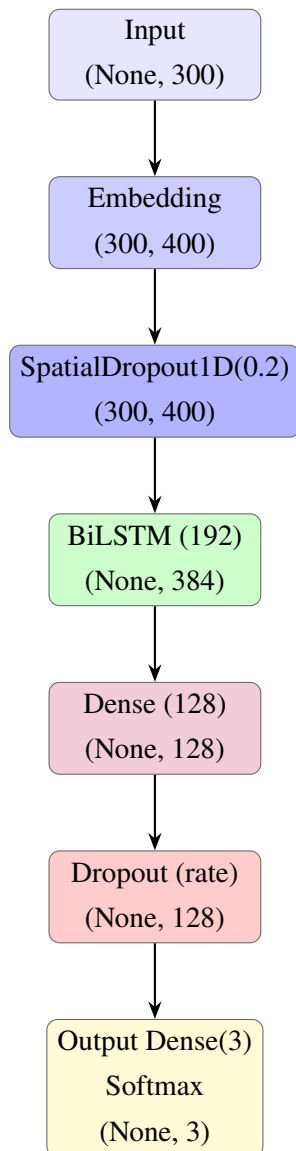 Input
(None, 300)
Embedding
(300, 400)
SpatialDropout1D(0.2)
(300, 400)
BiLSTM (192)
(None, 384)
Dense (128)
(None, 128)
Dropout (rate)
(None, 128)
Output Dense(3)
Softmax
(None, 3)